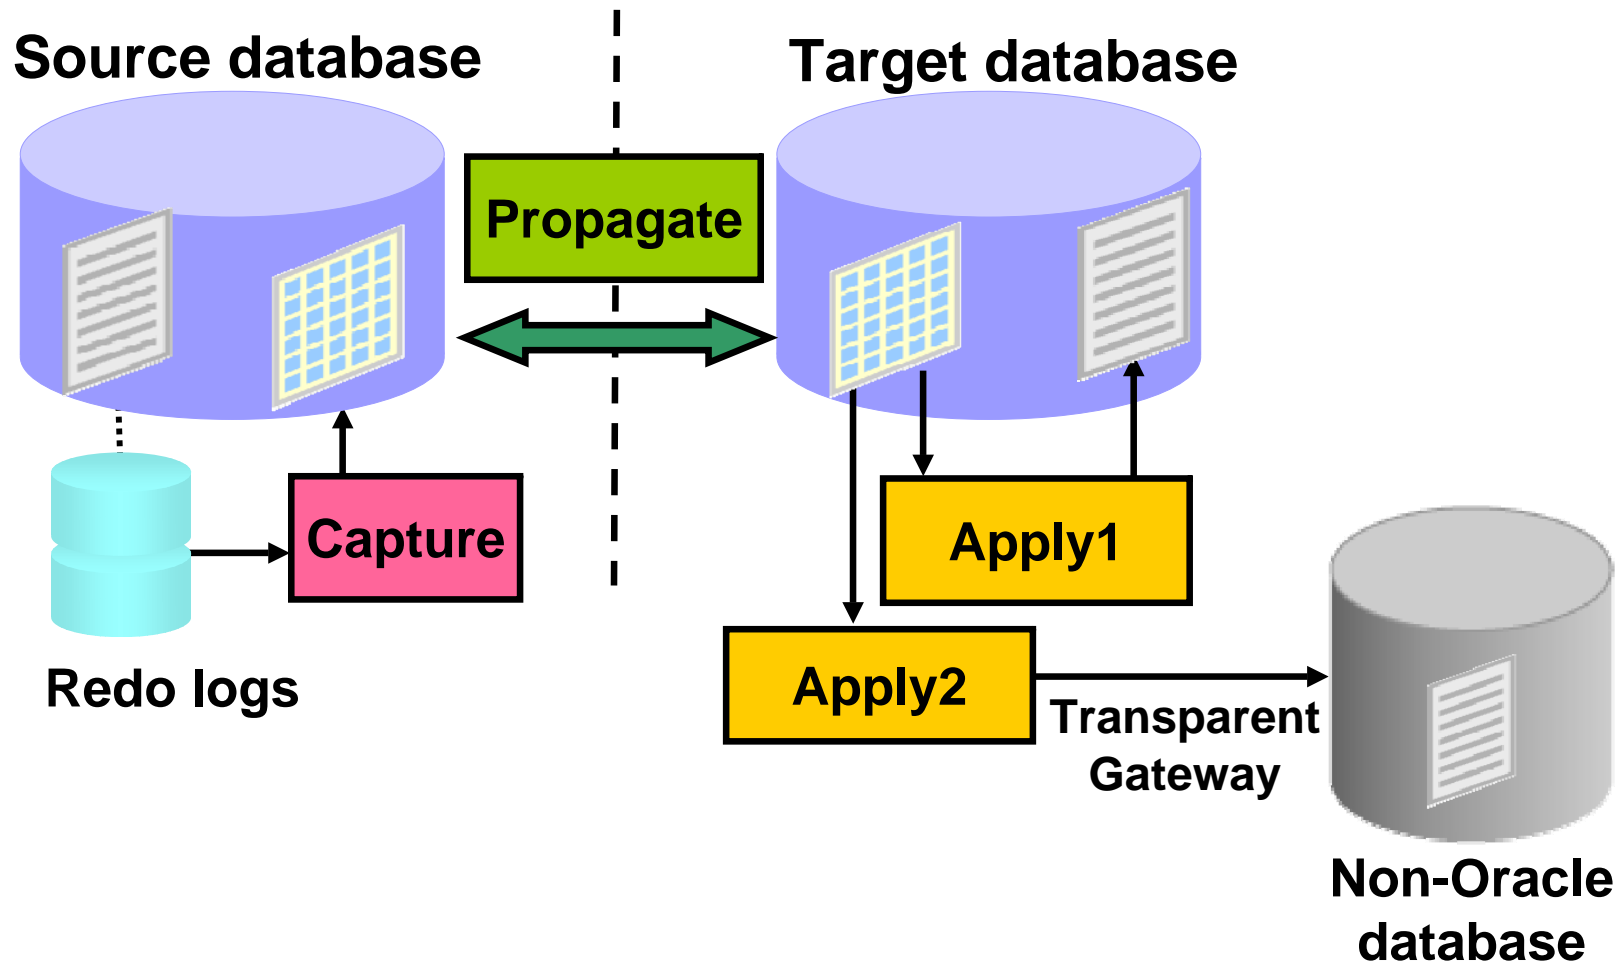 Source database
Target database
Propagate
Capture
Apply1
Redo logs
Apply2
Transparent
Gateway
Non-Oracle
database